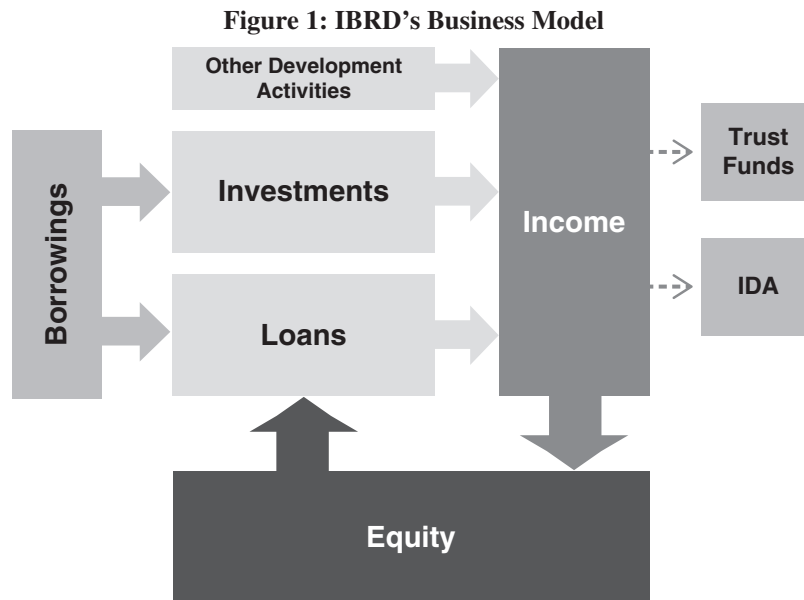 Figure 1: IBRD's Business Model
Other Development
Activities
Investments
Loans
Borrowings
Income
Trust
Funds
IDA
Equity